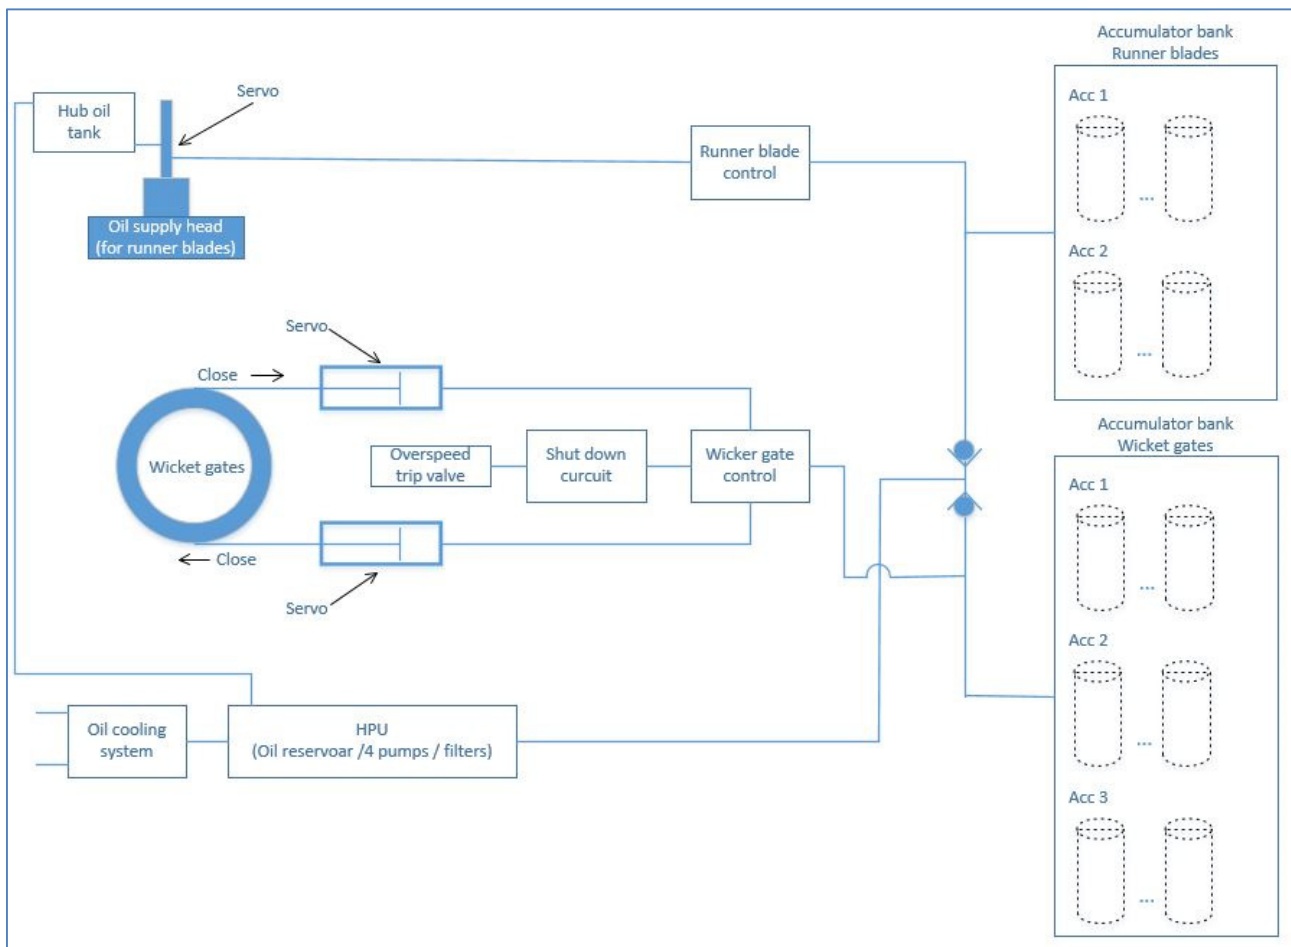 Accumulator bank
Runner blades
Acc 1
...
Acc 2
...
Servo
Hub oil
tank
Runner blade
control
Oil supply head
(for runner blades)
Servo
Close
Wicket gates
Overspeed
trip valve
Shut down
curcuit
Wicker gate
control
Close
Servo
Accumulator bank
Wicket gates
Acc 1
...
Acc 2
...
Acc 3
...
Oil cooling
system
HPU
(Oil reservoar /4 pumps / filters)